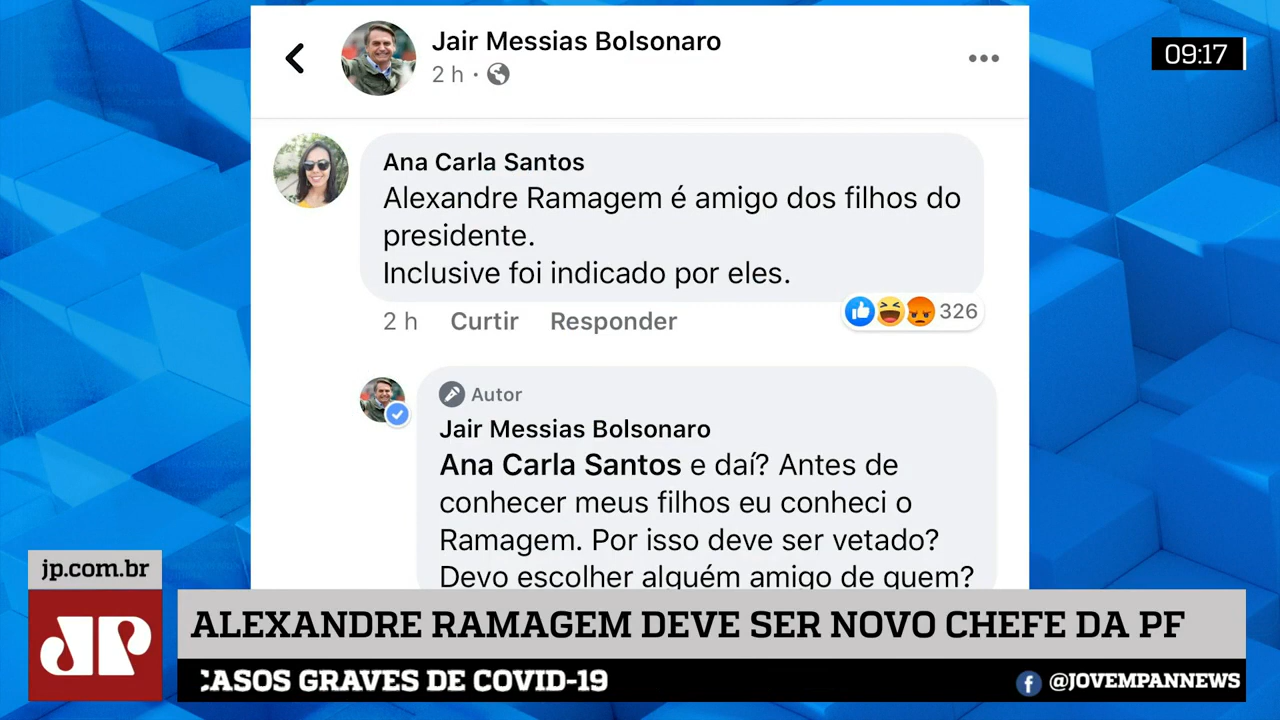 Jair Messias Bolsonaro
2 h ·
09:17
Ana Carla Santos
Alexandre Ramagem é amigo dos filhos do
presidente.
Inclusive foi indicado por eles.
2 h Curtir Responder
326
Autor
Jair Messias Bolsonaro
Ana Carla Santos e daí? Antes de
conhecer meus filhos eu conheci o
Ramagem. Por isso deve ser vetado?
Devo escolher alguém amigo de quem?
jp.com.br
JP
ALEXANDRE RAMAGEM DEVE SER NOVO CHEFE DA PF
CASOS GRAVES DE COVID-19
@JOVEMPANNEWS